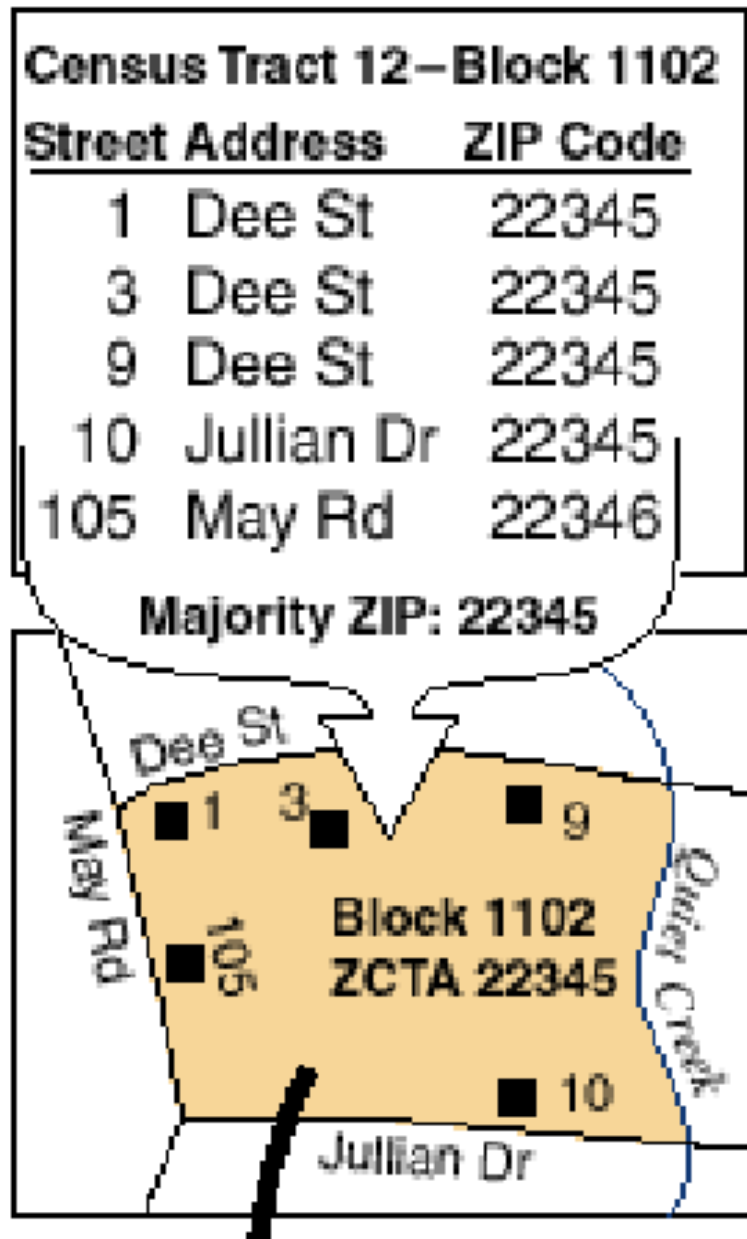 Census Tract 12–Block 1102
Street Address ZIP Code
1 Dee St 22345
3 Dee St 22345
9 Dee St 22345
10 Jullian Dr 22345
105 May Rd 22346
Majority ZIP: 22345
Dee St
1
3
9
May Rd
105
Block 1102
ZCTA 22345
Quier Creek
10
Jullian Dr